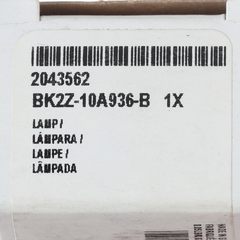 2043562
BK2Z-10A936-B 1X
LAMP/
LÁMPARA/
LAMPE/
LÂMPADA